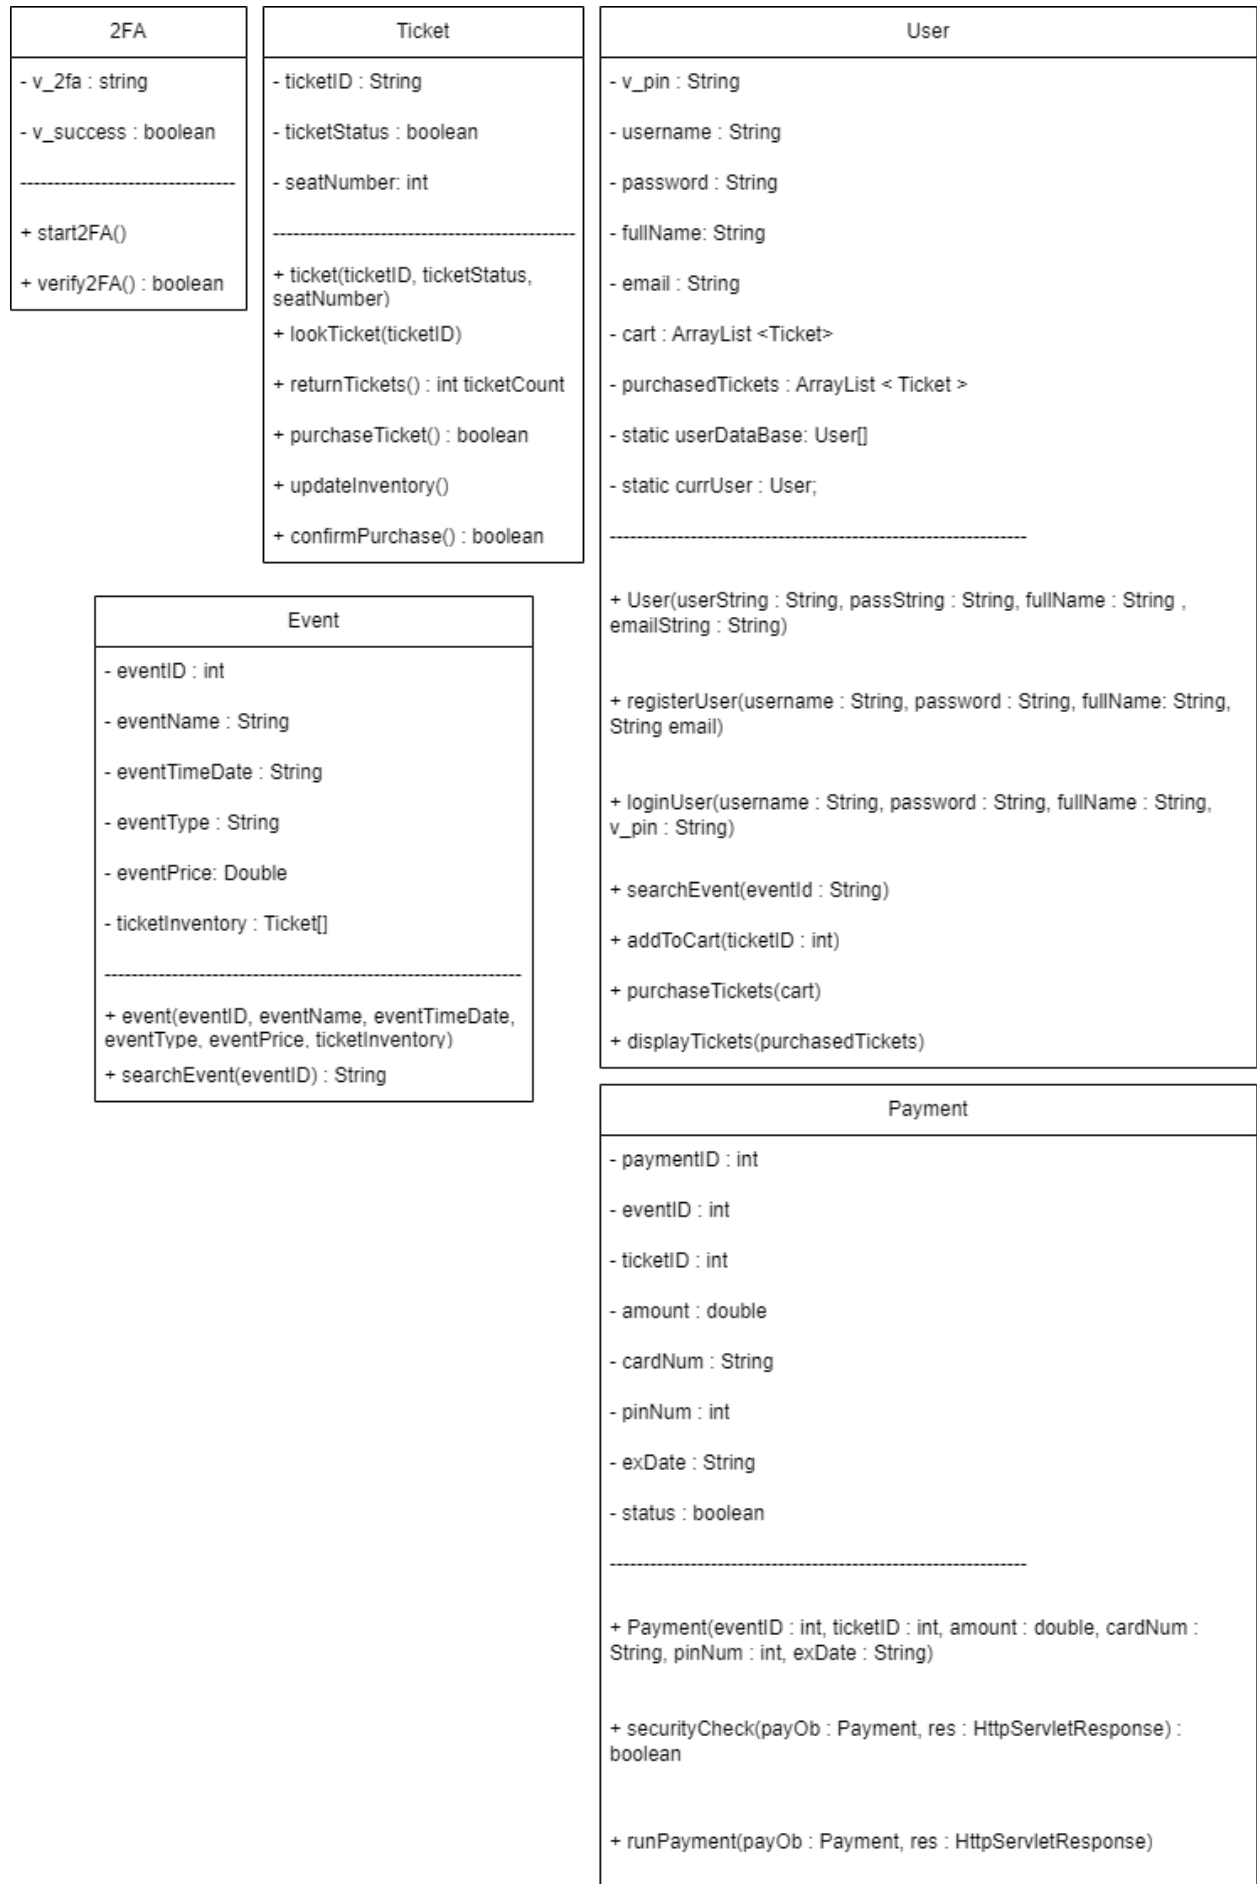 2FA
- v_2fa : string
- v_success : boolean
--------------------------------
+ start2FA()
+ verify2FA() : boolean
Ticket
- ticketID : String
- ticketStatus : boolean
- seatNumber: int
---------------------------------------------
+ ticket(ticketID, ticketStatus,
seatNumber)
+ lookTicket(ticketID)
+ returnTickets() : int ticketCount
+ purchaseTicket() : boolean
+ updateInventory()
+ confirmPurchase() : boolean
User
- v_pin : String
- username : String
- password : String
- fullName: String
- email : String
- cart : ArrayList <Ticket>
- purchasedTickets : ArrayList < Ticket >
- static userDataBase: User[]
- static currUser : User;
--------------------------------------------------------------
+ User(userString : String, passString : String, fullName : String ,
emailString : String)
+ registerUser(username : String, password : String, fullName: String,
String email)
+ loginUser(username : String, password : String, fullName : String,
v_pin : String)
+ searchEvent(eventId : String)
+ addToCart(ticketID : int)
+ purchaseTickets(cart)
+ displayTickets(purchasedTickets)
Event
- eventID : int
- eventName : String
- eventTimeDate : String
- eventType : String
- eventPrice: Double
- ticketInventory : Ticket[]
--------------------------------------------------------------
+ event(eventID, eventName, eventTimeDate,
eventType, eventPrice, ticketInventory)
+ searchEvent(eventID) : String
Payment
- paymentID : int
- eventID : int
- ticketID : int
- amount : double
- cardNum : String
- pinNum : int
- exDate : String
- status : boolean
--------------------------------------------------------------
+ Payment(eventID : int, ticketID : int, amount : double, cardNum :
String, pinNum : int, exDate : String)
+ securityCheck(payOb : Payment, res : HttpServletResponse) :
boolean
+ runPayment(payOb : Payment, res : HttpServletResponse)